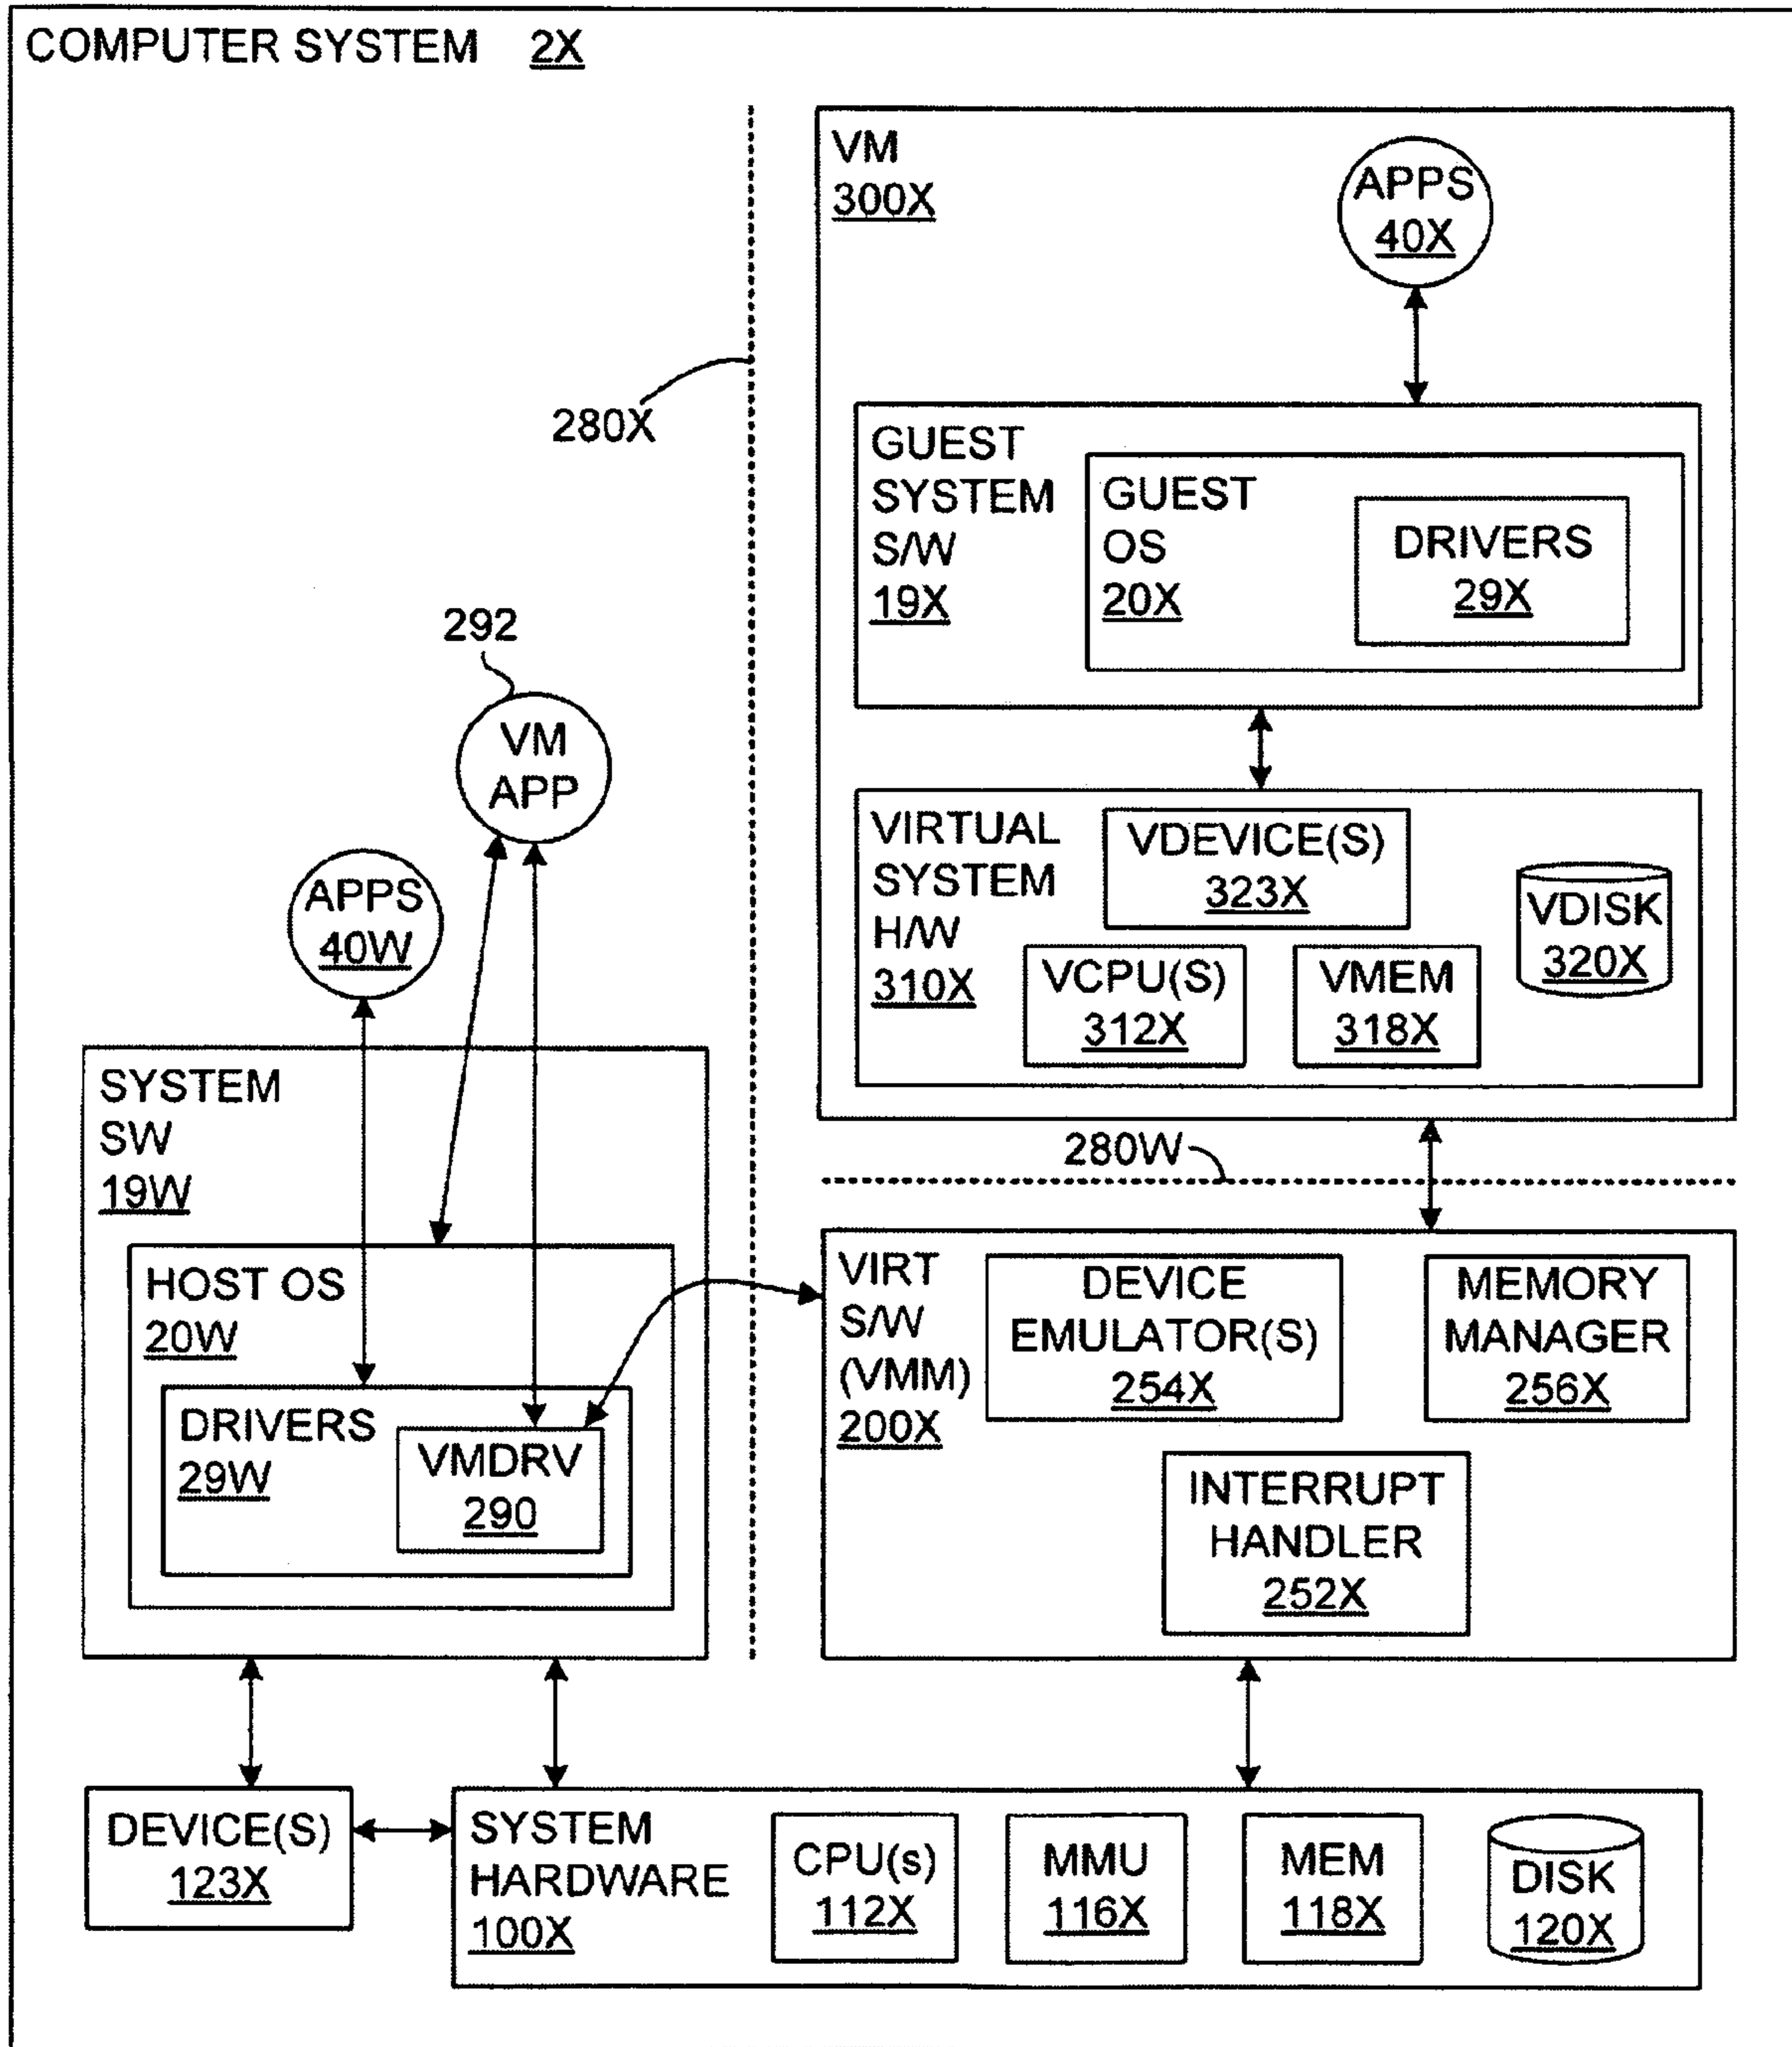 COMPUTER SYSTEM 2X
VM
300X
APPS
40X
280X
GUEST
SYSTEM
S/W
19X
GUEST
OS
20X
DRIVERS
29X
292
VM
APP
VIRTUAL
SYSTEM
H/W
310X
VDEVICE(S)
323X
VDISK
320X
VCPU(S)
312X
VMEM
318X
APPS
40W
SYSTEM
SW
19W
280W
HOST OS
20W
DRIVERS
29W
VMDRV
290
VIRT
S/W
(VMM)
200X
DEVICE
EMULATOR(S)
254X
MEMORY
MANAGER
256X
INTERRUPT
HANDLER
252X
DEVICE(S)
123X
SYSTEM
HARDWARE
100X
CPU(s)
112X
MMU
116X
MEM
118X
DISK
120X